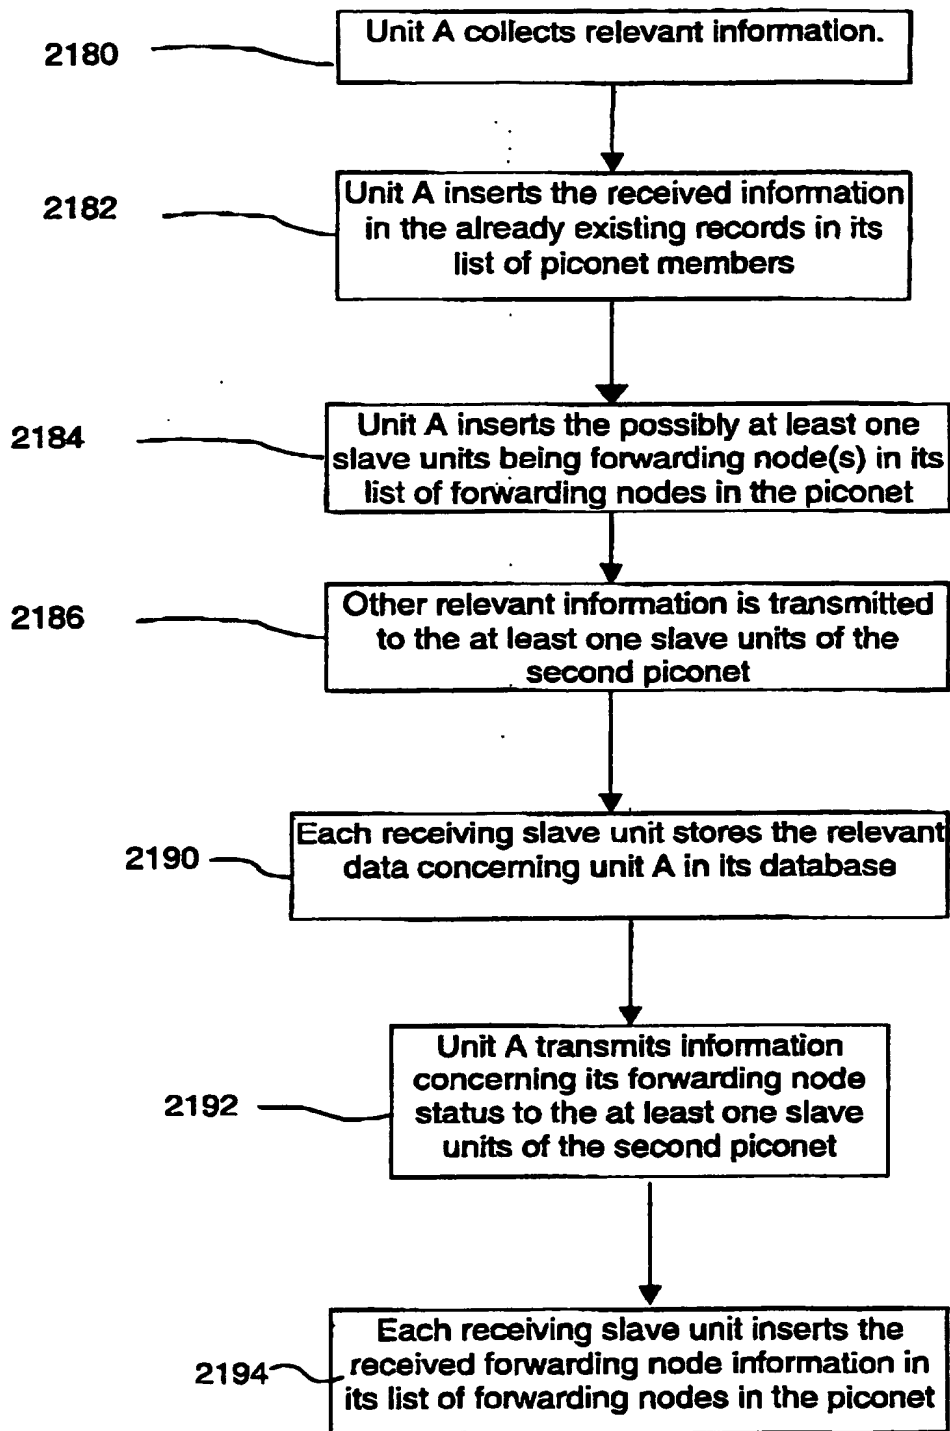 Unit A collects relevant information.
2180
Unit A inserts the received information
in the already existing records in its
list of piconet members
2182
Unit A inserts the possibly at least one
slave units being forwarding node(s) in its
list of forwarding nodes in the piconet
2184
Other relevant information is transmitted
to the at least one slave units of the
second piconet
2186
Each receiving slave unit stores the relevant
data concerning unit A in its database
2190
Unit A transmits information
concerning its forwarding node
status to the at least one slave
units of the second piconet
2192
Each receiving slave unit inserts the
received forwarding node information in
its list of forwarding nodes in the piconet
2194